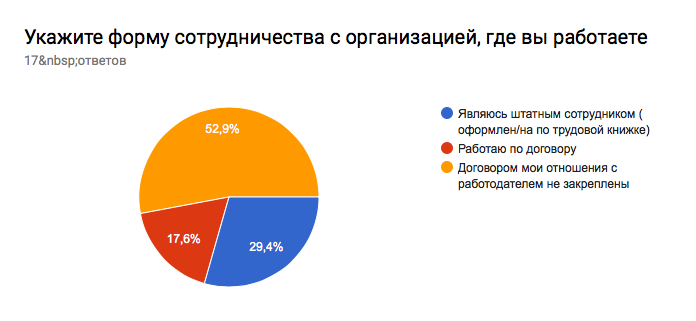 Укажите форму сотрудничества с организацией, где вы работаете
17&nbsp;ответов
52,9%
17,6%
29,4%
Являюсь штатным сотрудником (
оформлен/на по трудовой книжке)
Работаю по договору
Договором мои отношения с
работодателем не закреплены